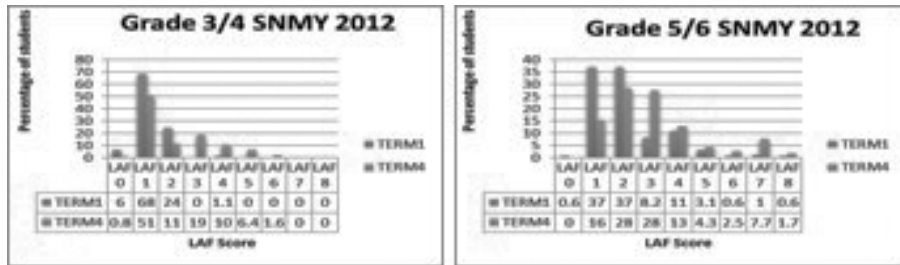 Grade 3/4 SNMY 2012
Percentage of students
80
70
60
50
40
30
20
10
0
LAF 0 LAF 1 LAF 2 LAF 3 LAF 4 LAF 5 LAF 6 LAF 7 LAF 8
TERM1 6 68 24 0 1.1 0 0 0 0
TERM4 0.8 51 11 19 10 6.4 1.6 0 0
LAF Score
TERM1
TERM4
Grade 5/6 SNMY 2012
Percentage of students
40
35
30
25
20
15
10
5
0
LAF 0 LAF 1 LAF 2 LAF 3 LAF 4 LAF 5 LAF 6 LAF 7 LAF 8
TERM1 0.6 37 37 8.2 11 3.1 0.6 1 0.6
TERM4 0 16 28 28 13 4.3 2.5 7.7 1.7
LAF Score
TERM1
TERM4